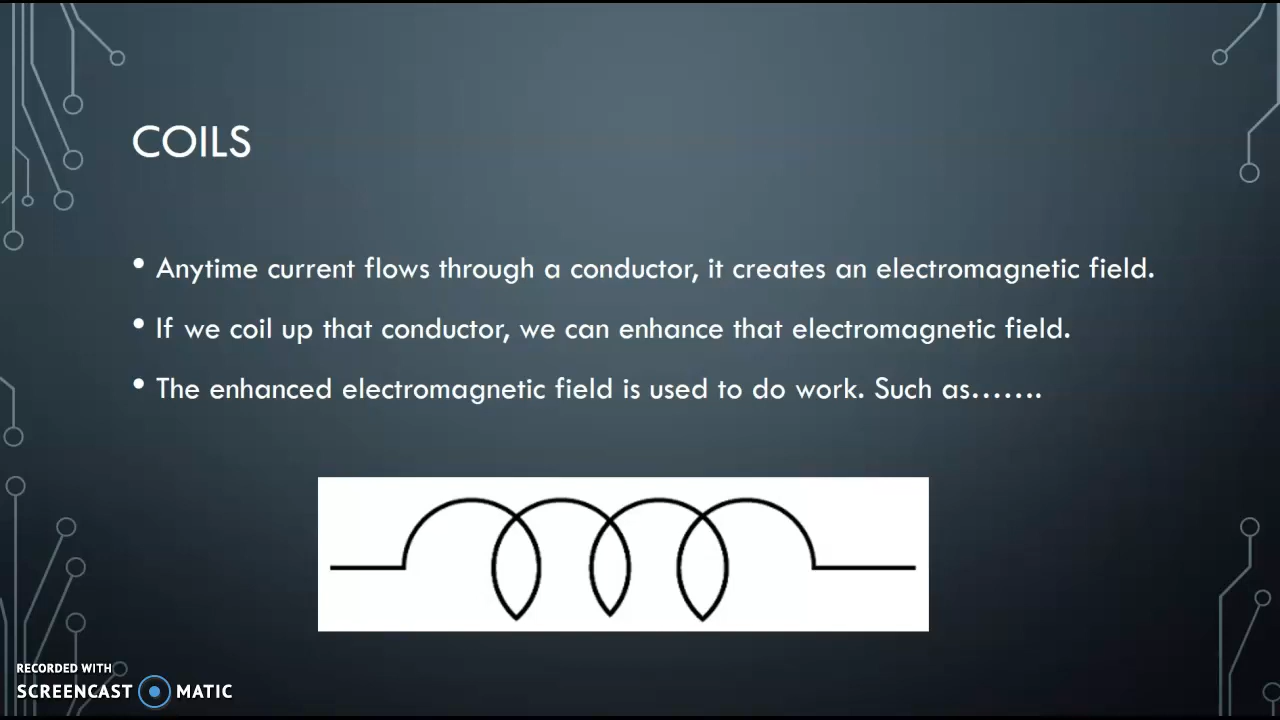 COILS
• Anytime current flows through a conductor, it creates an electromagnetic field.
• If we coil up that conductor, we can enhance that electromagnetic field.
• The enhanced electromagnetic field is used to do work. Such as…….
RECORDED WITH
SCREENCAST MATIC